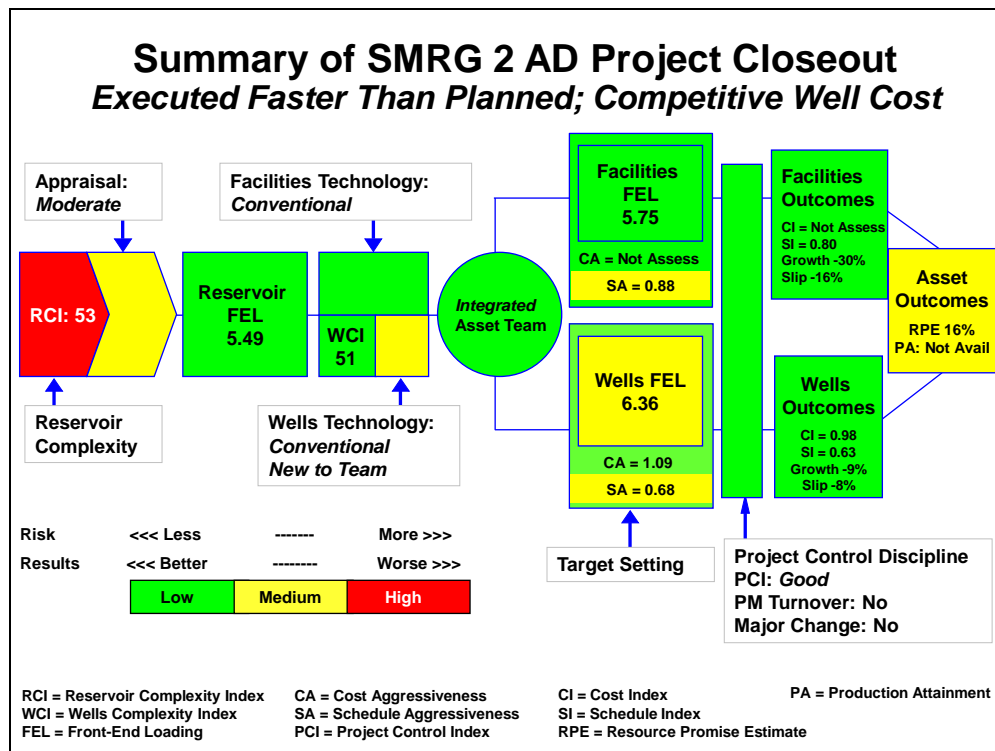 Summary of SMRG 2 AD Project Closeout
Executed Faster Than Planned; Competitive Well Cost
Appraisal:
Moderate
Facilities Technology:
Conventional
RCI: 53
Reservoir
FEL
5.49
WCI
51
Reservoir
Complexity
Wells Technology:
Conventional
New to Team
Integrated
Asset Team
Facilities
FEL
5.75
CA = Not Assess
SA = 0.88
Wells FEL
6.36
CA = 1.09
SA = 0.68
Target Setting
Facilities
Outcomes
CI = Not Assess
SI = 0.80
Growth -30%
Slip -16%
Wells
Outcomes
CI = 0.98
SI = 0.63
Growth -9%
Slip -8%
Asset
Outcomes
RPE 16%
PA: Not Avail
Project Control Discipline
PCI: Good
PM Turnover: No
Major Change: No
Risk <<< Less ------- More >>>
Results <<< Better -------- Worse >>>
Low Medium High
RCI = Reservoir Complexity Index CA = Cost Aggressiveness CI = Cost Index PA = Production Attainment
WCI = Wells Complexity Index SA = Schedule Aggressiveness SI = Schedule Index
FEL = Front-End Loading PCI = Project Control Index RPE = Resource Promise Estimate